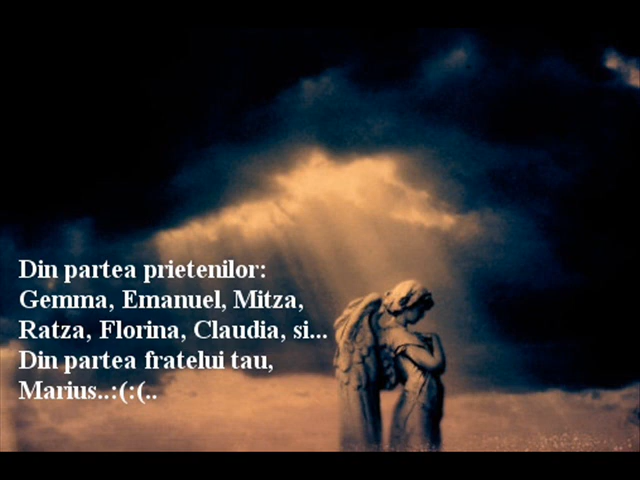 Din partea prietenilor:
Gemma, Emanuel, Mitza,
Ratza, Florina, Claudia, si...
Din partea fratelui tau,
Marius..:(:(..